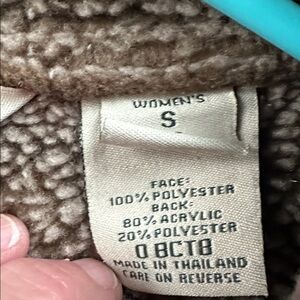 WOMEN'S
S
FACE:
100% POLYESTER
BACK:
80% ACRYLIC
20% POLYESTER
0 8CT8
MADE IN THAILAND
CARE ON REVERSE